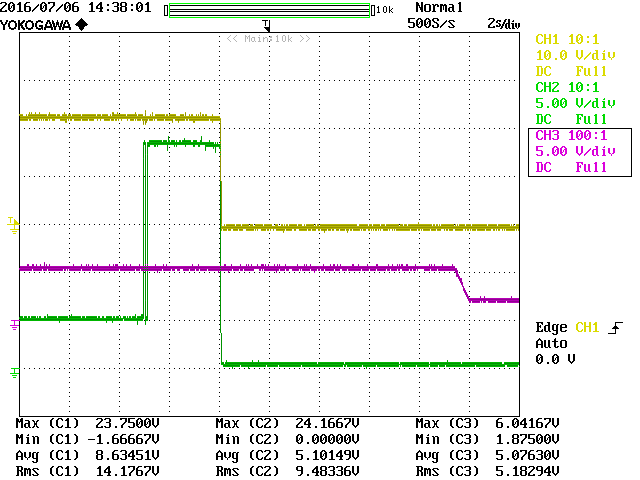 2016/07/06 14:38:01 10k Normal
YOKOGAWA ◆ 500S/s 2s/div
<< Main:10k >>
CH1 10:1
10.0 V/div
DC Full
CH2 10:1
5.00 V/div
DC Full
CH3 100:1
5.00 V/div
DC Full
Edge CH1
Auto
0.0 V
Max (C1) 23.7500V Max (C2) 24.1667V Max (C3) 6.04167V
Min (C1) -1.66667V Min (C2) 0.00000V Min (C3) 1.87500V
Avg (C1) 8.63451V Avg (C2) 5.10149V Avg (C3) 5.07630V
Rms (C1) 14.1767V Rms (C2) 9.48336V Rms (C3) 5.18294V